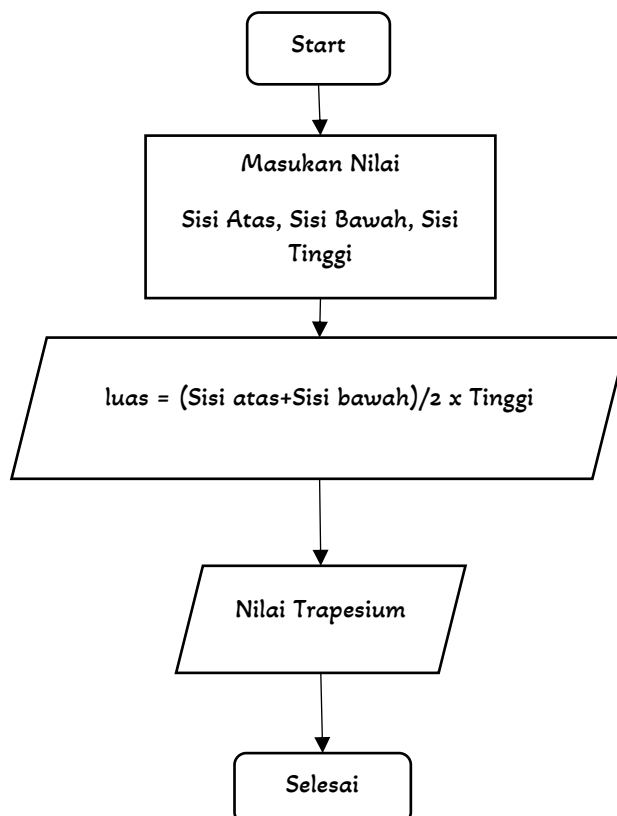 Start
Masukan Nilai
Sisi Atas, Sisi Bawah, Sisi
Tinggi
luas = (Sisi atas+Sisi bawah)/2 x Tinggi
Nilai Trapesium
Selesai